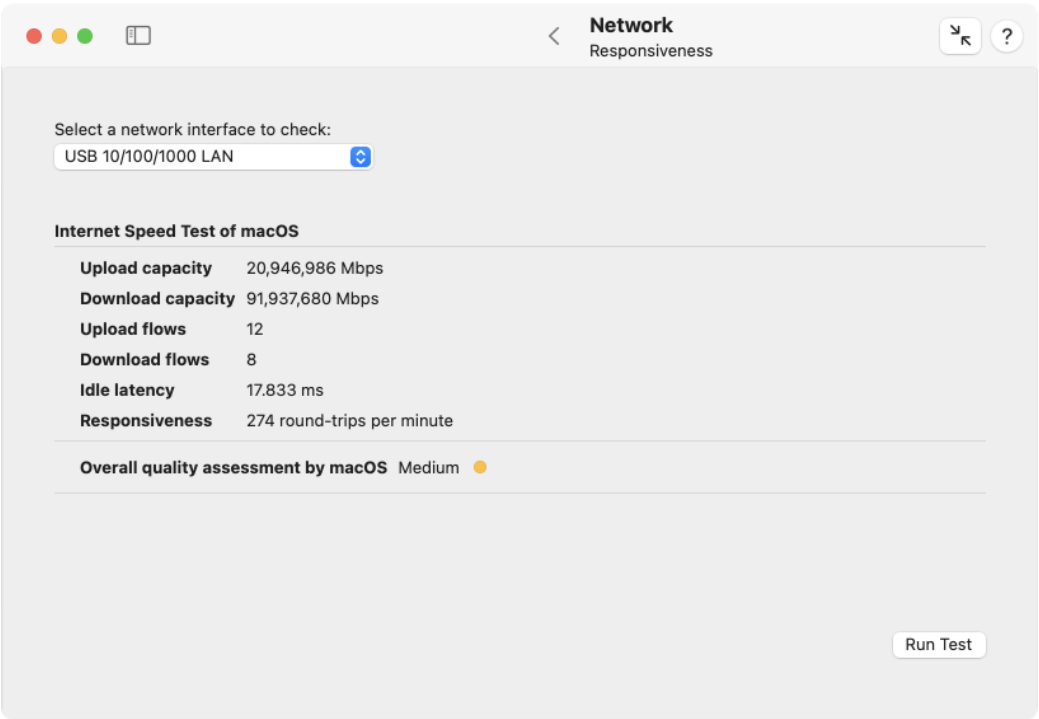 Network
Responsiveness
?
Select a network interface to check:
USB 10/100/1000 LAN
Internet Speed Test of macOS
Upload capacity 20,946,986 Mbps
Download capacity 91,937,680 Mbps
Upload flows 12
Download flows 8
Idle latency 17.833 ms
Responsiveness 274 round-trips per minute
Overall quality assessment by macOS Medium
Run Test